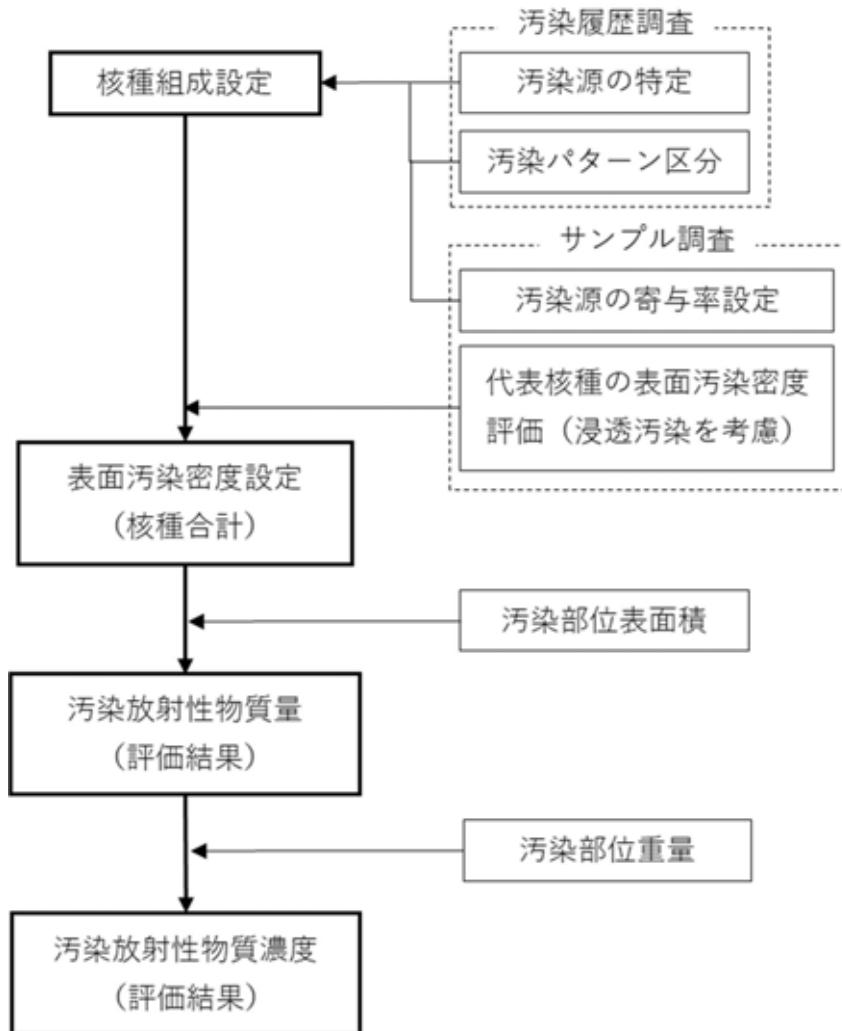 汚染履歴調査
核種組成設定
汚染源の特定
汚染パターン区分
サンプル調査
汚染源の寄与率設定
代表核種の表面汚染密度
評価（浸透汚染を考慮）
表面汚染密度設定
（核種合計）
汚染部位表面積
汚染放射性物質量
（評価結果）
汚染部位重量
汚染放射性物質濃度
（評価結果）